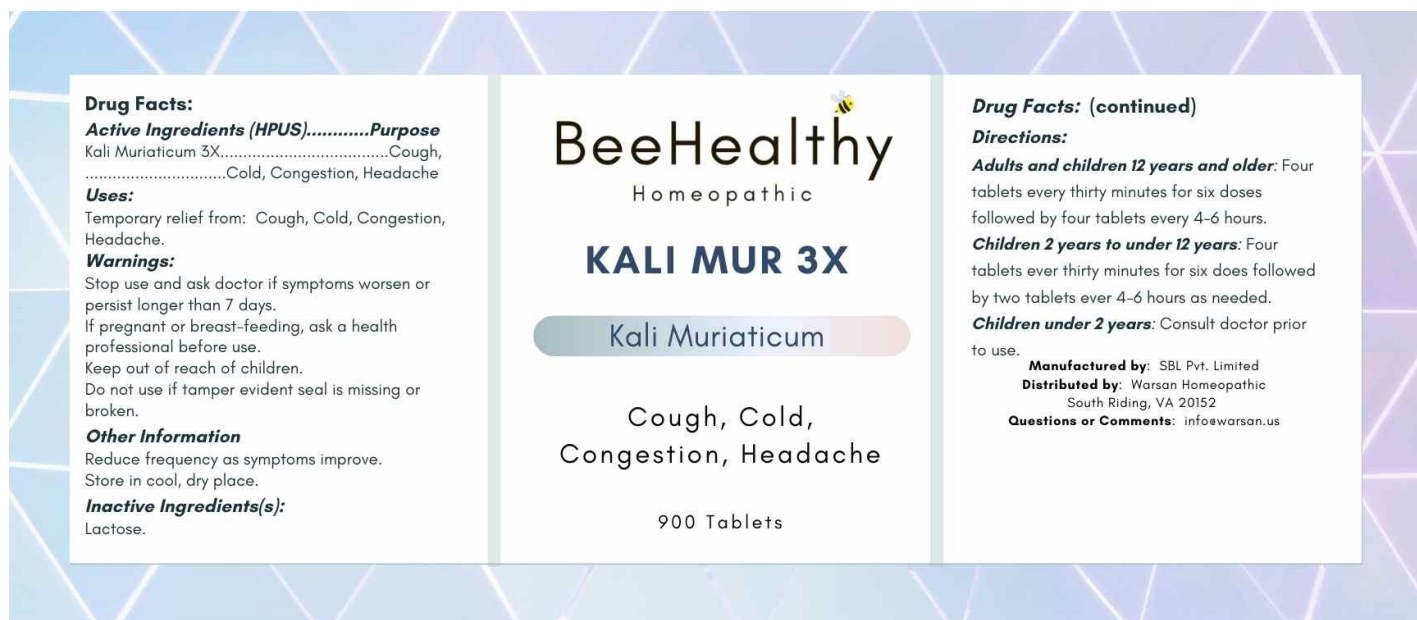 Drug Facts:
Active Ingredients (HPUS)............Purpose
Kali Muriaticum 3X.....................................Cough,
...............................Cold, Congestion, Headache
Uses:
Temporary relief from: Cough, Cold, Congestion,
Headache.
Warnings:
Stop use and ask doctor if symptoms worsen or
persist longer than 7 days.
If pregnant or breast-feeding, ask a health
professional before use.
Keep out of reach of children.
Do not use if tamper evident seal is missing or
broken.
Other Information
Reduce frequency as symptoms improve.
Store in cool, dry place.
Inactive Ingredients(s):
Lactose.
BeeHealthy
Homeopathic
KALI MUR 3X
Kali Muriaticum
Cough, Cold,
Congestion, Headache
900 Tablets
Drug Facts: (continued)
Directions:
Adults and children 12 years and older: Four
tablets every thirty minutes for six doses
followed by four tablets every 4-6 hours.
Children 2 years to under 12 years: Four
tablets ever thirty minutes for six does followed
by two tablets ever 4-6 hours as needed.
Children under 2 years: Consult doctor prior
to use.
Manufactured by: SBL Pvt. Limited
Distributed by: Warsan Homeopathic
South Riding, VA 20152
Questions or Comments: info@warsan.us